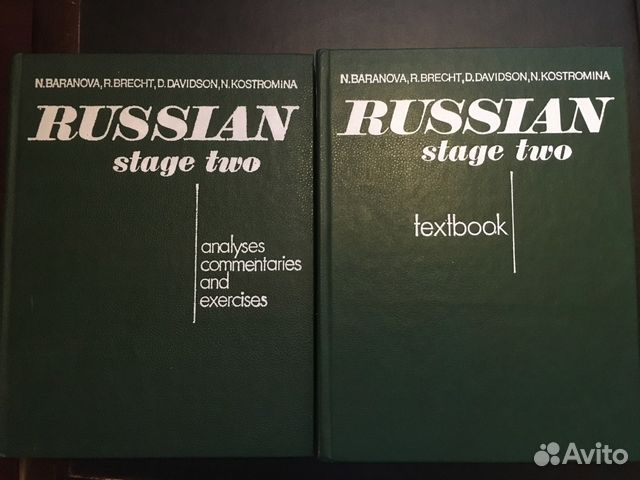 N. BARANOVA, R. BRECHT, D. DAVIDSON, N. KOSTROMINA
RUSSIAN
stage two
analyses
commentaries
and
exercises
N. BARANOVA, R. BRECHT, D. DAVIDSON, N. KOSTROMINA
RUSSIAN
stage two
textbook
Avito